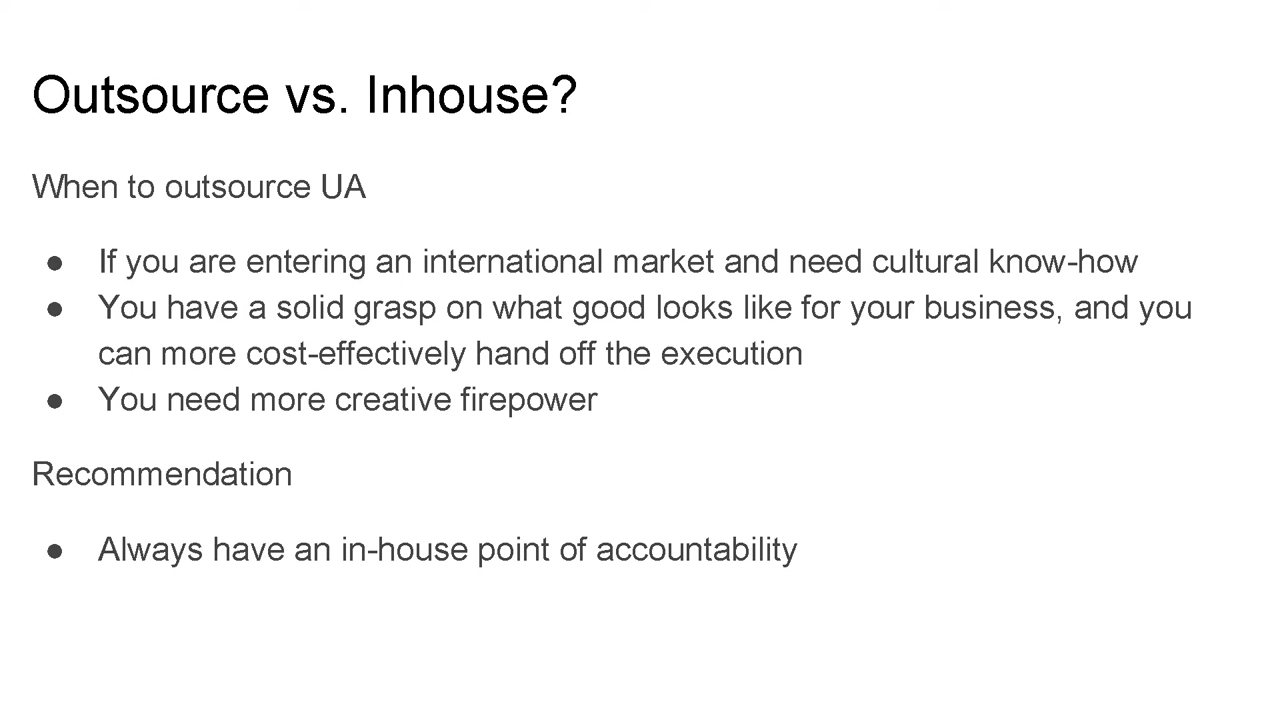 Outsource vs. Inhouse?
When to outsource UA
● If you are entering an international market and need cultural know-how
● You have a solid grasp on what good looks like for your business, and you
can more cost-effectively hand off the execution
● You need more creative firepower
Recommendation
● Always have an in-house point of accountability